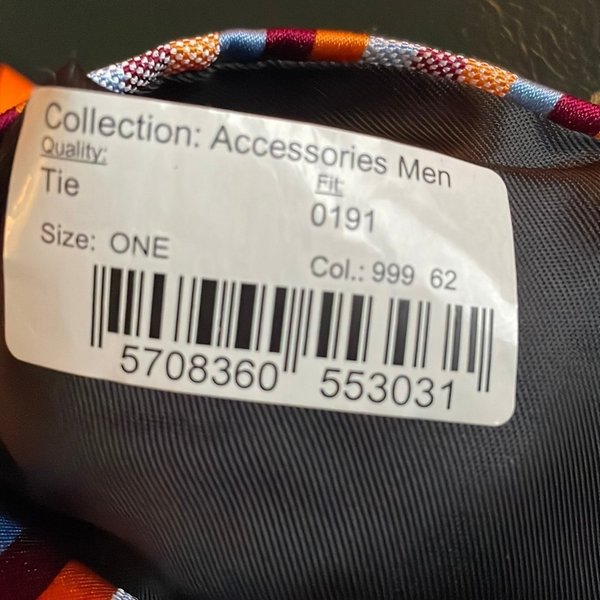 Collection: Accessories Men
Quality: Fit:
Tie 0191
Size: ONE Col.: 999 62
5708360 553031